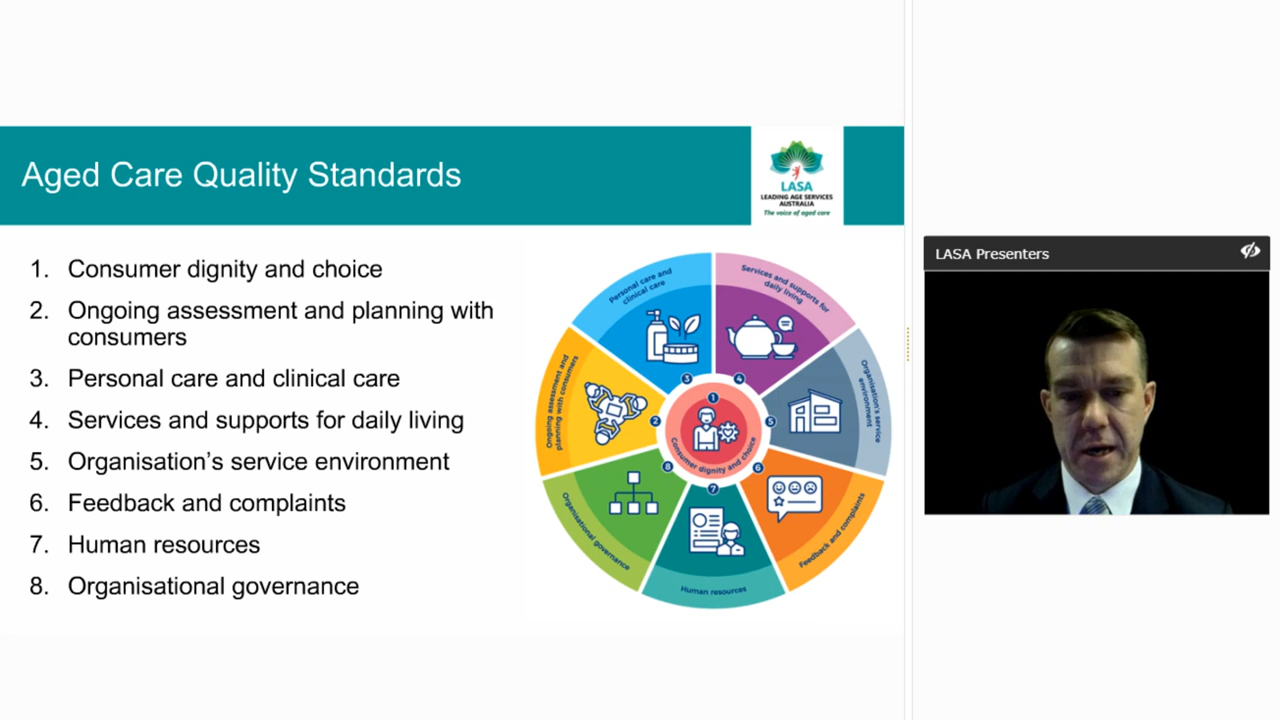 Aged Care Quality Standards
LASA
LEADING AGE SERVICES
AUSTRALIA
The voice of aged care
1. Consumer dignity and choice
2. Ongoing assessment and planning with
consumers
3. Personal care and clinical care
4. Services and supports for daily living
5. Organisation's service environment
6. Feedback and complaints
7. Human resources
8. Organisational governance
Personal care and
clinical care
3
Services and supports for
daily living
4
Ongoing assessment and
planning with consumers
2
1
Consumer dignity and choice
Organisation's service
environment
5
Organisational governance
8
Human resources
7
Feedback and complaints
6
LASA Presenters